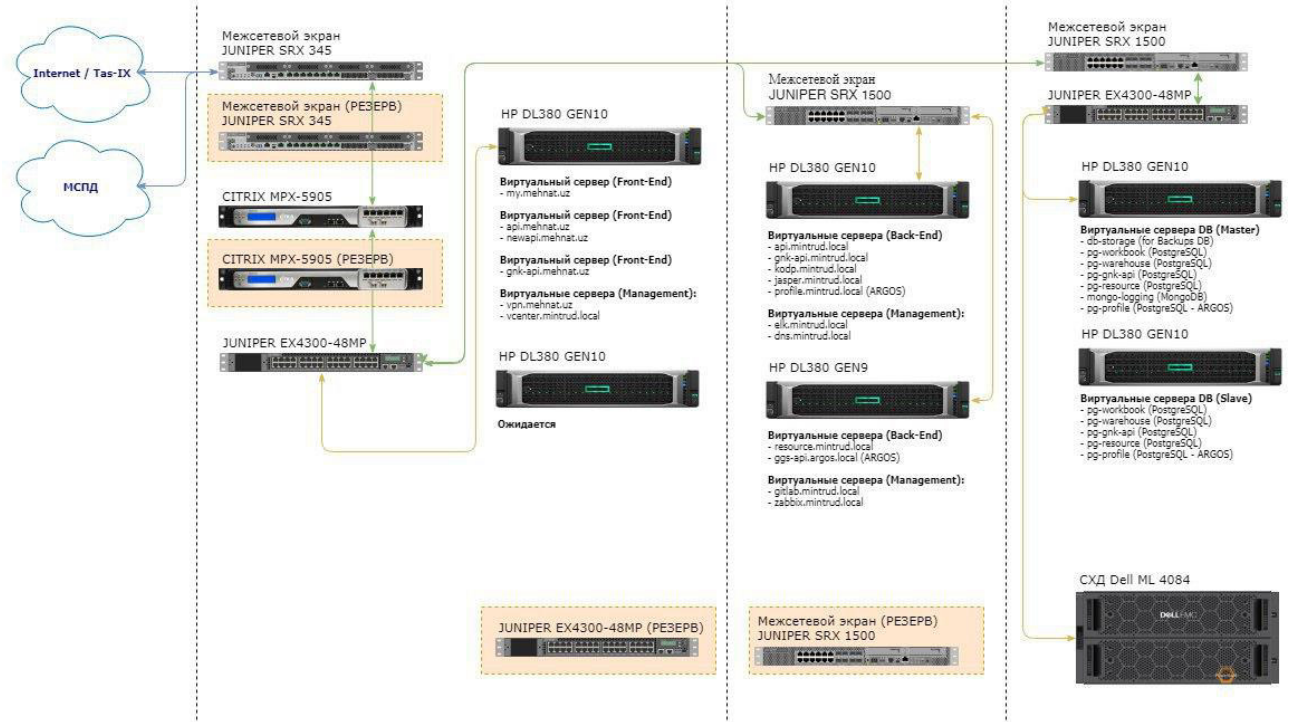 Internet / Tas-IX
МСПД
Межсетевой экран
JUNIPER SRX 345
Межсетевой экран (РЕЗЕРВ)
JUNIPER SRX 345
CITRIX MPX-5905
CITRIX MPX-5905 (РЕЗЕРВ)
JUNIPER EX4300-48MP
HP DL380 GEN10
Виртуальный сервер (Front-End)
- my.mehnat.uz
Виртуальный сервер (Front-End)
- api.mehnat.uz
- newapi.mehnat.uz
Виртуальный сервер (Front-End)
- gnk-api.mehnat.uz
Виртуальные сервера (Management):
- vpn.mehnat.uz
- vcenter.mintrud.local
HP DL380 GEN10
Ожидается
JUNIPER EX4300-48MP (РЕЗЕРВ)
Межсетевой экран
JUNIPER SRX 1500
HP DL380 GEN10
Виртуальные сервера (Back-End)
- api.mintrud.local
- gnk-api.mintrud.local
- kodp.mintrud.local
- jasper.mintrud.local
- profile.mintrud.local (ARGOS)
Виртуальные сервера (Management):
- elk.mintrud.local
- dns.mintrud.local
HP DL380 GEN9
Виртуальные сервера (Back-End)
- resource.mintrud.local
- ggs-api.argos.local (ARGOS)
Виртуальные сервера (Management):
- gitlab.mintrud.local
- zabbix.mintrud.local
Межсетевой экран (РЕЗЕРВ)
JUNIPER SRX 1500
Межсетевой экран
JUNIPER SRX 1500
JUNIPER EX4300-48MP
HP DL380 GEN10
Виртуальные сервера DB (Master)
- db-storage (for Backups DB)
- pg-workbook (PostgreSQL)
- pg-warehouse (PostgreSQL)
- pg-gnk-api (PostgreSQL)
- pg-resource (PostgreSQL)
- mongo-logging (MongoDB)
- pg-profile (PostgreSQL - ARGOS)
HP DL380 GEN10
Виртуальные сервера DB (Slave)
- pg-workbook (PostgreSQL)
- pg-warehouse (PostgreSQL)
- pg-gnk-api (PostgreSQL)
- pg-resource (PostgreSQL)
- pg-profile (PostgreSQL - ARGOS)
СХД Dell ML 4084
DELLEMC